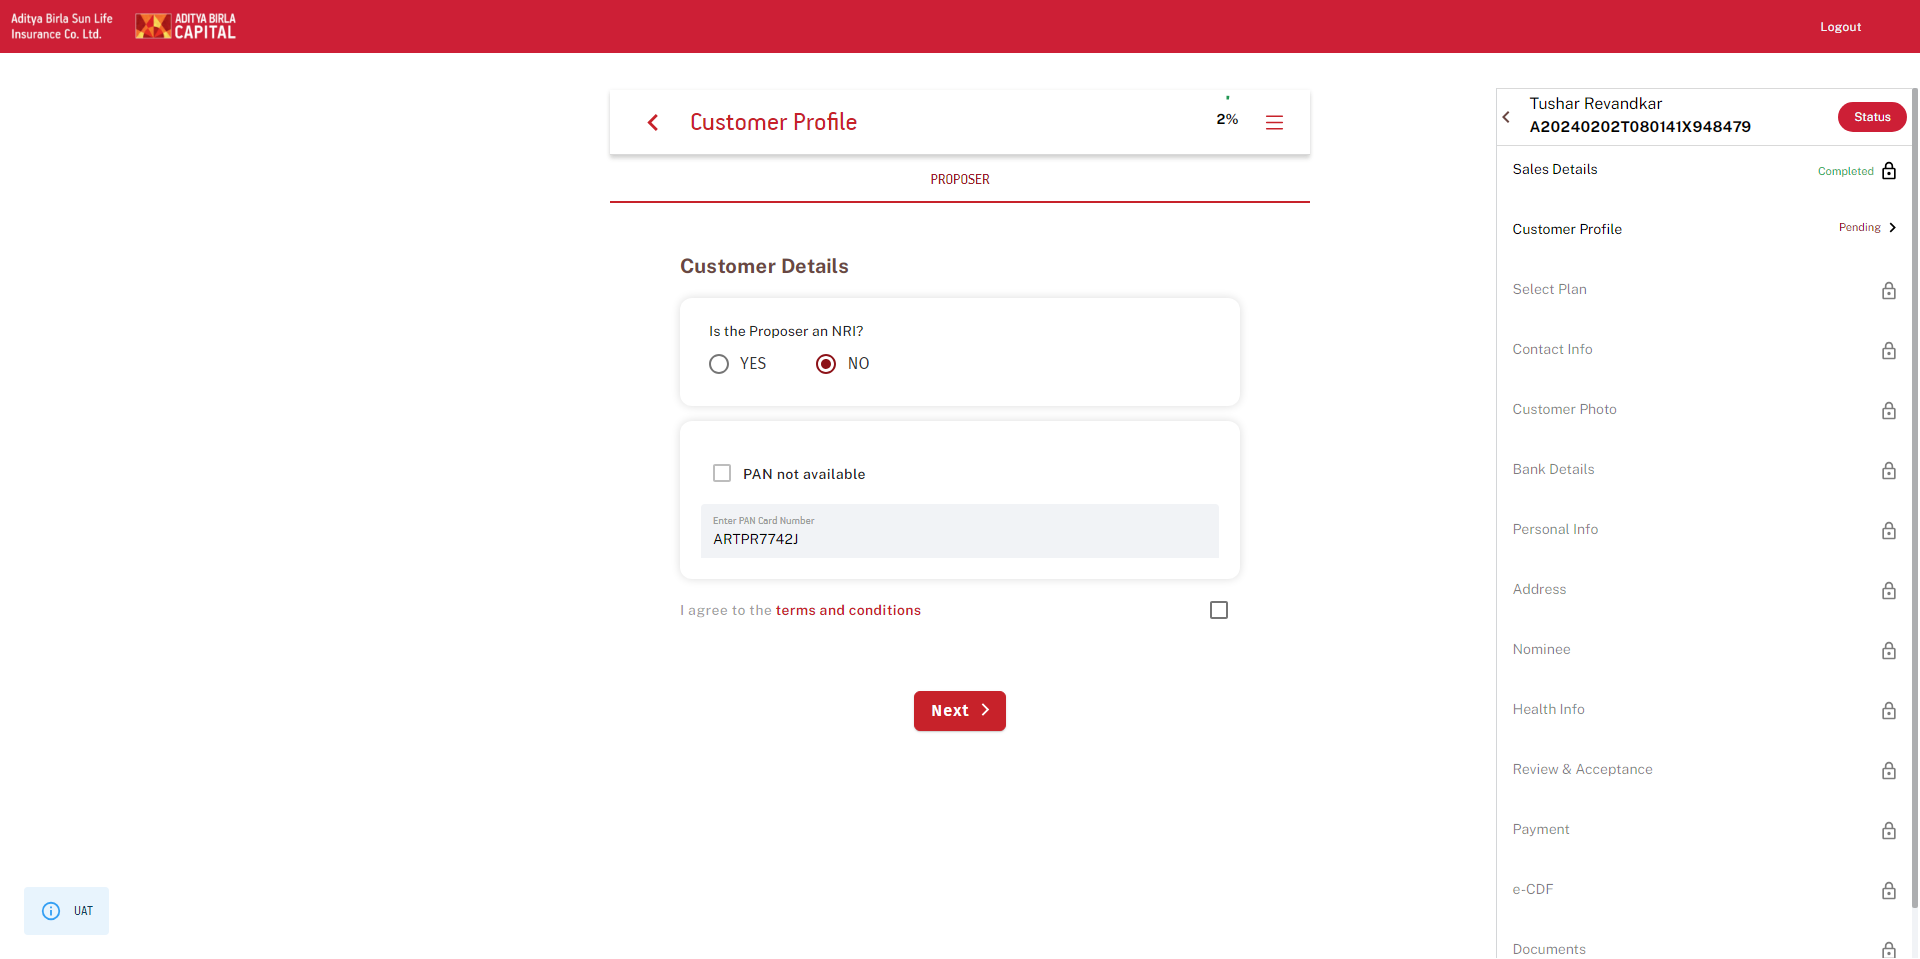 Aditya Birla Sun Life
Insurance Co. Ltd.
ADITYA BIRLA
CAPITAL
Logout
Customer Profile
2%
PROPOSER
Customer Details
Is the Proposer an NRI?
YES
NO
PAN not available
Enter PAN Card Number
ARTPR7742J
I agree to the terms and conditions
Next
UAT
Tushar Revandkar
A20240202T080141X948479
Status
Sales Details
Completed
Customer Profile
Pending
Select Plan
Contact Info
Customer Photo
Bank Details
Personal Info
Address
Nominee
Health Info
Review & Acceptance
Payment
e-CDF
Documents